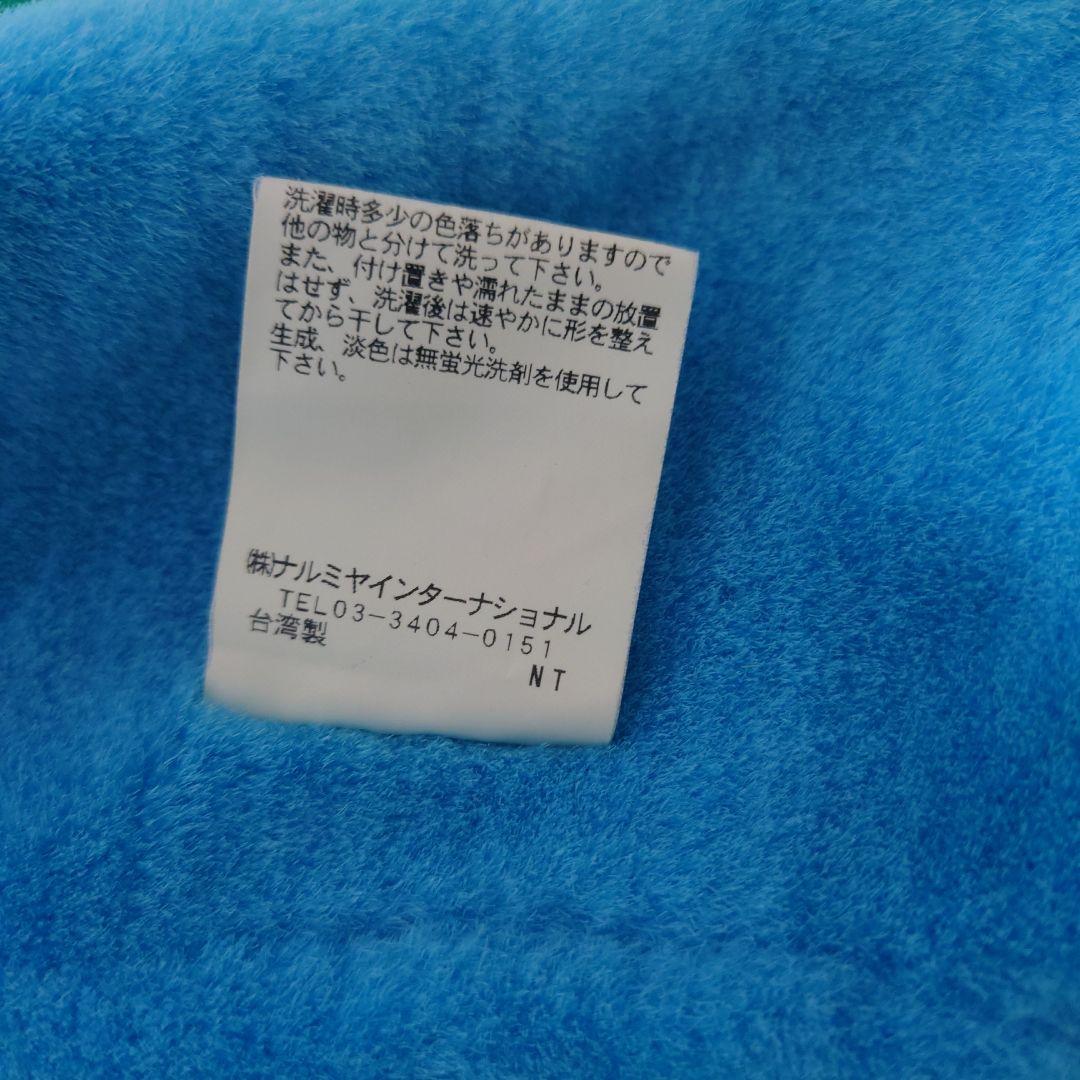 洗濯時多少の色落ちがありますので
他の物と分けて洗って下さい。
また、付け置きや濡れたままの放置
はせず、洗濯後は速やかに形を整え
てから干して下さい。
生成、淡色は無蛍光洗剤を使用して
下さい。
㈱ナルミヤインターナショナル
TEL03-3404-0151
台湾製
NT